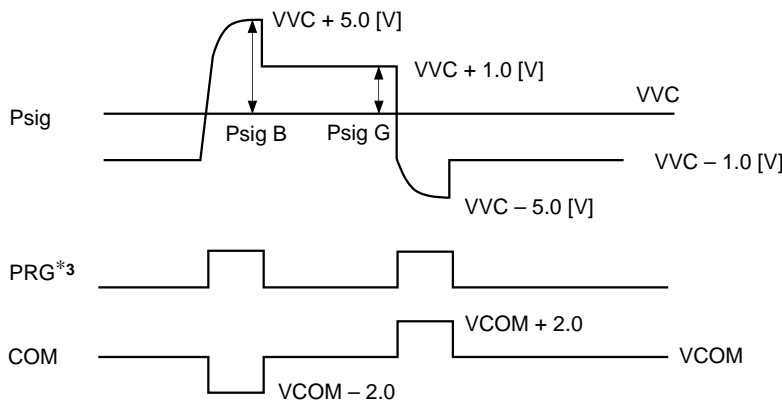 VVC + 5.0 [V]
VVC + 1.0 [V]
VVC
Psig
Psig B
Psig G
VVC – 1.0 [V]
VVC – 5.0 [V]
PRG*3
VCOM + 2.0
COM
VCOM
VCOM – 2.0